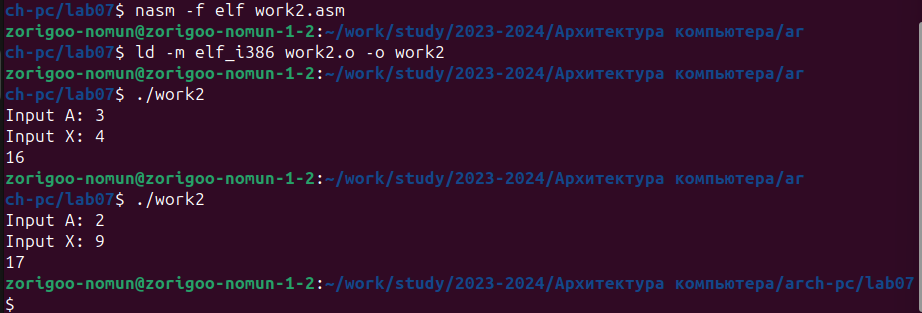 ch-pc/lab07$ nasm -f elf work2.asm
zorigoo-nomun@zorigoo-nomun-1-2:~/work/study/2023-2024/Архитектура компьютера/ar
ch-pc/lab07$ ld -m elf_i386 work2.o -o work2
zorigoo-nomun@zorigoo-nomun-1-2:~/work/study/2023-2024/Архитектура компьютера/ar
ch-pc/lab07$ ./work2
Input A: 3
Input X: 4
16
zorigoo-nomun@zorigoo-nomun-1-2:~/work/study/2023-2024/Архитектура компьютера/ar
ch-pc/lab07$ ./work2
Input A: 2
Input X: 9
17
zorigoo-nomun@zorigoo-nomun-1-2:~/work/study/2023-2024/Архитектура компьютера/arch-pc/lab07
$